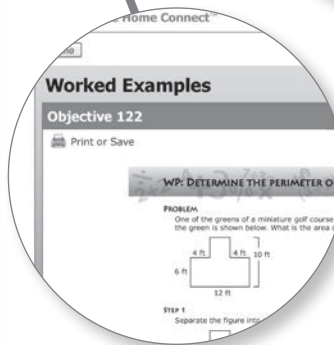 Home Connect™
Worked Examples
Objective 122
Print or Save
WP: DETERMINE THE PERIMETER O
PROBLEM
One of the greens of a miniature golf course
the green is shown below. What is the area
4 ft 4 ft 10 ft
6 ft
12 ft
STEP 1
Separate the figure into